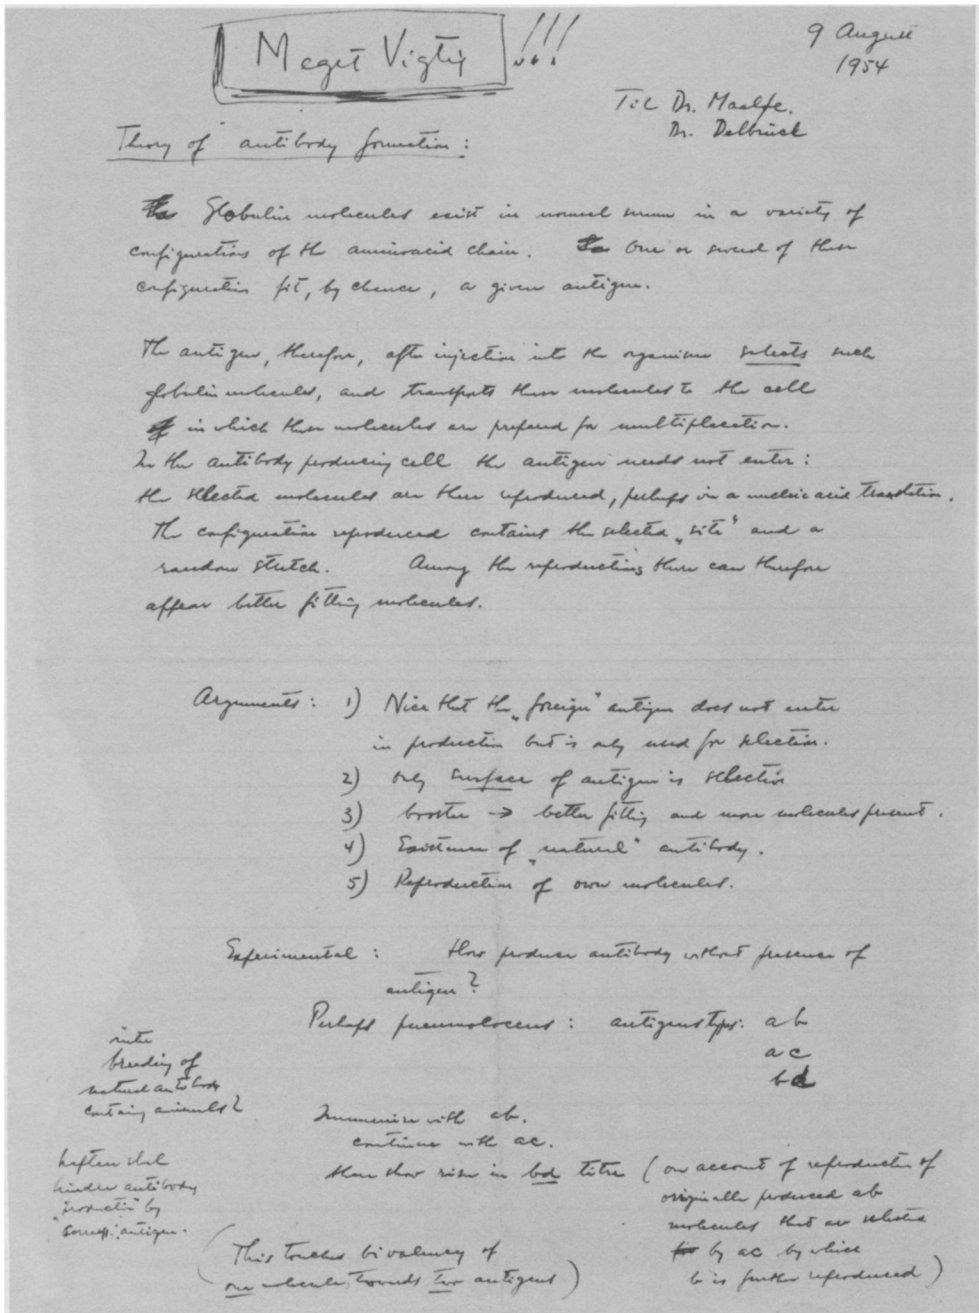 Meget Vigtig !!!
9 August
1954
Til Dr. Maaløe.
Dr. Delbrück
Theory of antibody formation:
Globulin molecules exist in normal serum in a variety of
configurations of the aminoacid chain. One or several of these
configuration fit, by chance, a given antigen.
The antigen, therefore, after injection into the organism selects such
globulin molecules, and transports these molecules to the cell
in which these molecules are prepared for multiplication.
In the antibody producing cell the antigen needs not enter:
the selected molecules are then reproduced, perhaps via a nucleic acid translation.
The configuration reproduced contains the selected „site" and a
random stretch. Among the reproductions there can therefore
appear better fitting molecules.
Arguments: 1) Nice that the „foreign" antigen does not enter
in production but is only used for selection.
2) only surface of antigen is selective
3) booster → better fitting and more molecules present.
4) Existence of „natural" antibody.
5) Reproduction of own molecules.
Experimental: How produce antibody without presence of
antigen?
Perhaps pneumococcus: antigenstypes: ab
ac
bd
inter
breeding of
natural antibody
containing animals?
Immunise with ab.
continue with ac.
then show rise in bd titre (on account of reproduction of
originally produced ab
molecules that are selected
by ac by which
b is further reproduced)
hapten shd
hinder antibody
"production" by
antigen.
(This touches bivalency of
one molecule, towards two antigens)